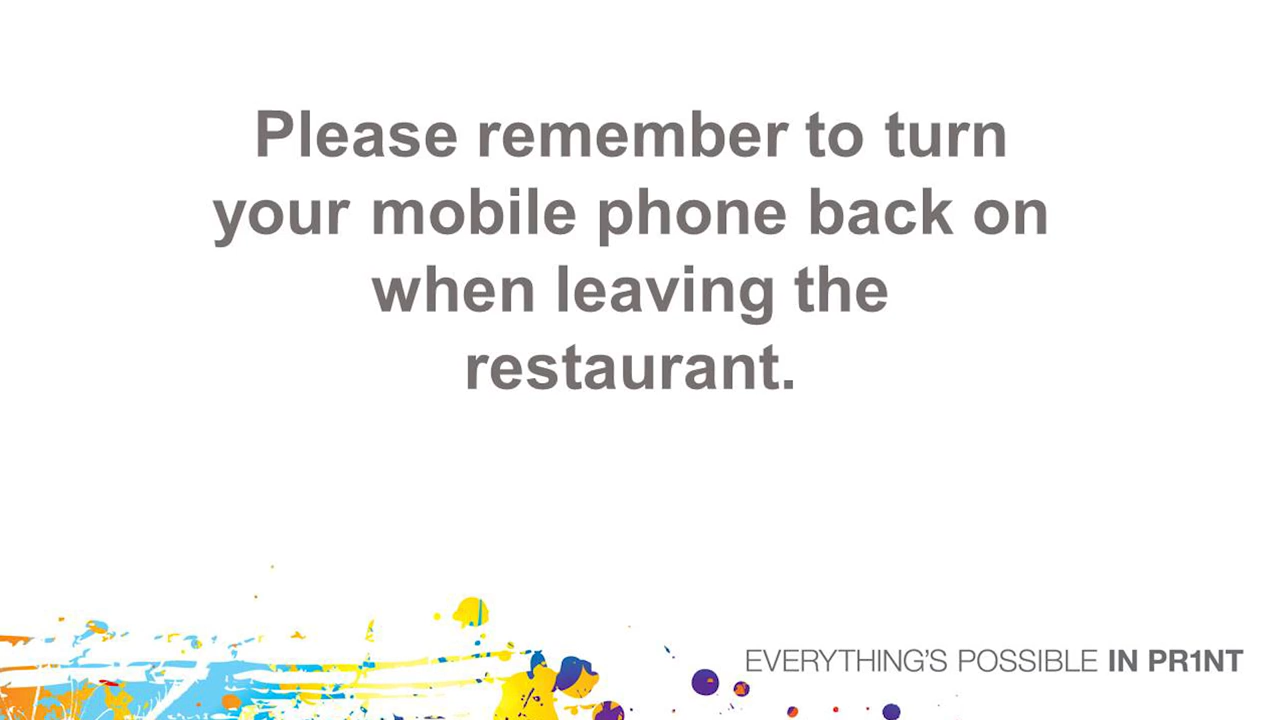 Please remember to turn
your mobile phone back on
when leaving the
restaurant.
EVERYTHING'S POSSIBLE IN PR1NT